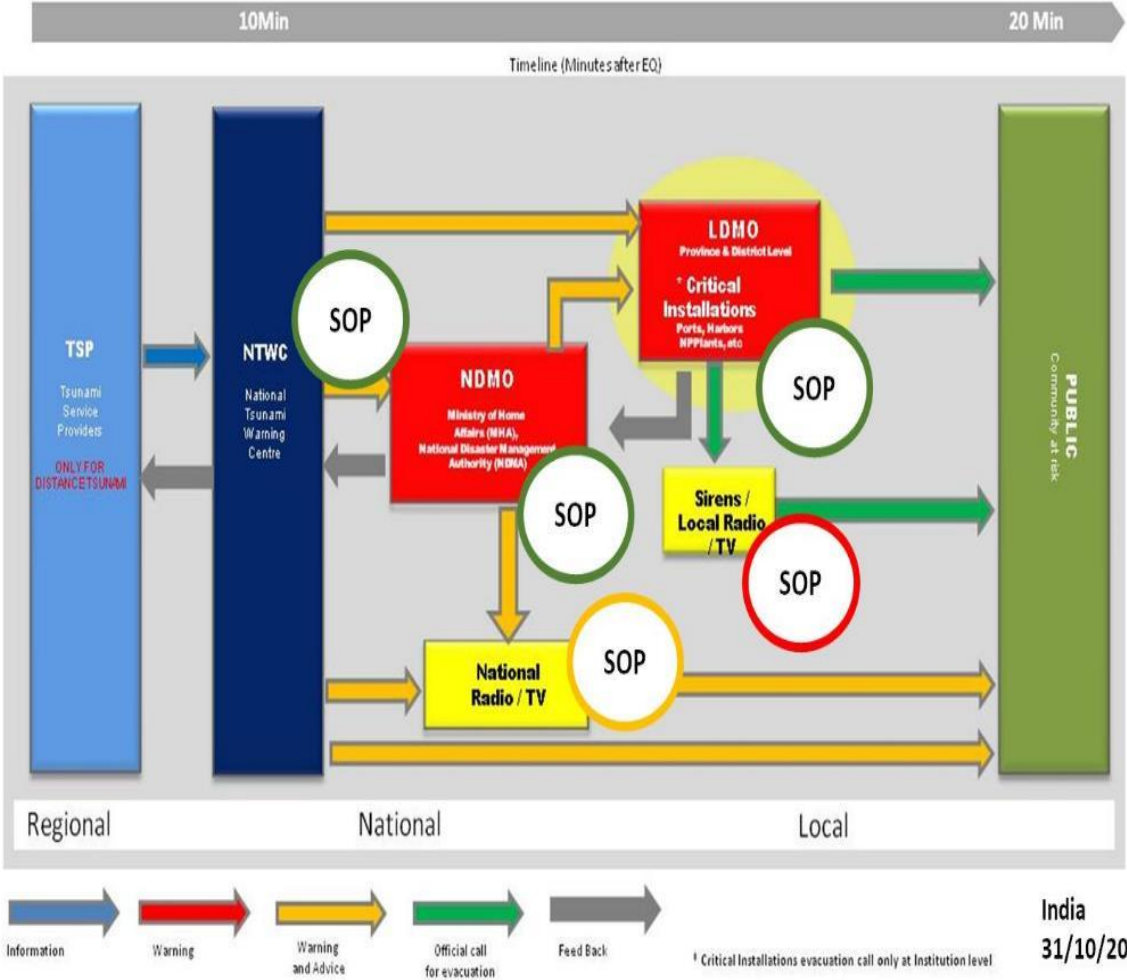 10Min
20 Min
Timeline (Minutes after EQ)
TSP
Tsunami
Service
Providers
ONLY FOR
DISTANCE TSUNAMI
NTWC
National
Tsunami
Warning
Centre
SOP
NDMO
Ministry of Home
Affairs (MHA),
National Disaster Management
Authority (NDMA)
SOP
LDMO
Province & District Level
* Critical
Installations
Ports, Harbors
NPPlants, etc
SOP
Sirens /
Local Radio
/ TV
SOP
National
Radio / TV
SOP
PUBLIC
Community at risk
Regional
National
Local
Information
Warning
Warning
and Advice
Official call
for evacuation
Feed Back
* Critical Installations evacuation call only at Institution level
India
31/10/20